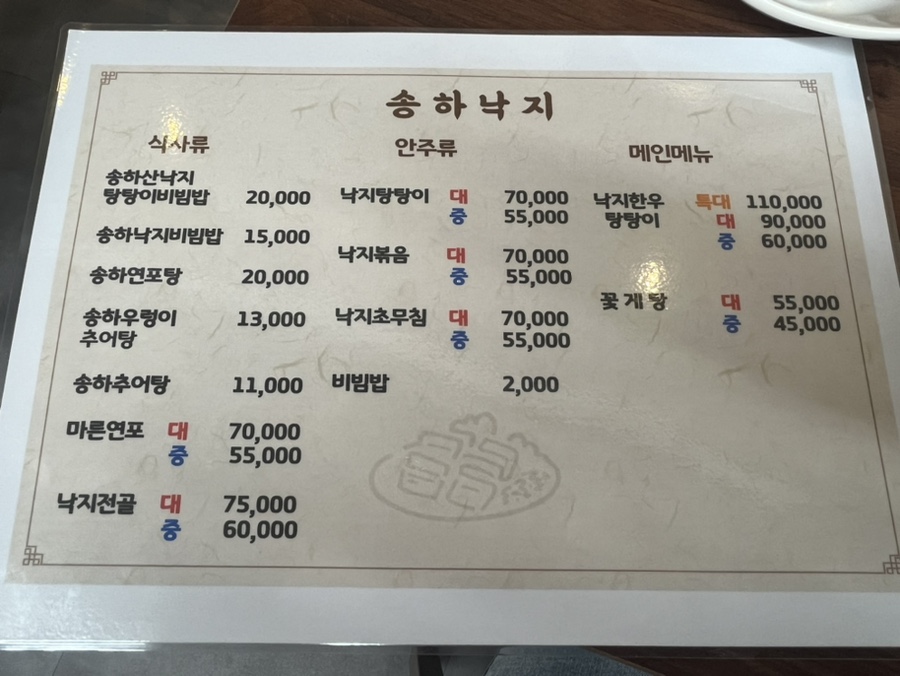 송하낙지
식사류
송하산낙지
탕탕이비빔밥 20,000
송하낙지비빔밥 15,000
송하연포탕 20,000
송하우렁이 13,000
추어탕
송하추어탕 11,000
마른연포 대 70,000
중 55,000
낙지전골 대 75,000
중 60,000
안주류
낙지탕탕이 대 70,000
중 55,000
낙지볶음 대 70,000
중 55,000
낙지초무침 대 70,000
중 55,000
비빔밥 2,000
메인메뉴
낙지한우 특대 110,000
탕탕이 대 90,000
중 60,000
꽃게탕 대 55,000
중 45,000